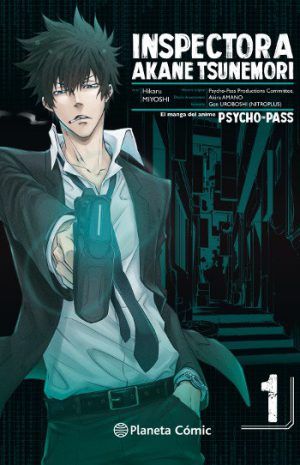 INSPECTORA
AKANE TSUNEMORI
Hikaru
MIYOSHI
Psycho-Pass Productions Committee,
Akira AMANO
Gen UROBOSHI (NITROPLUS)
El manga del anime PSYCHO-PASS
1
Planeta Cómic